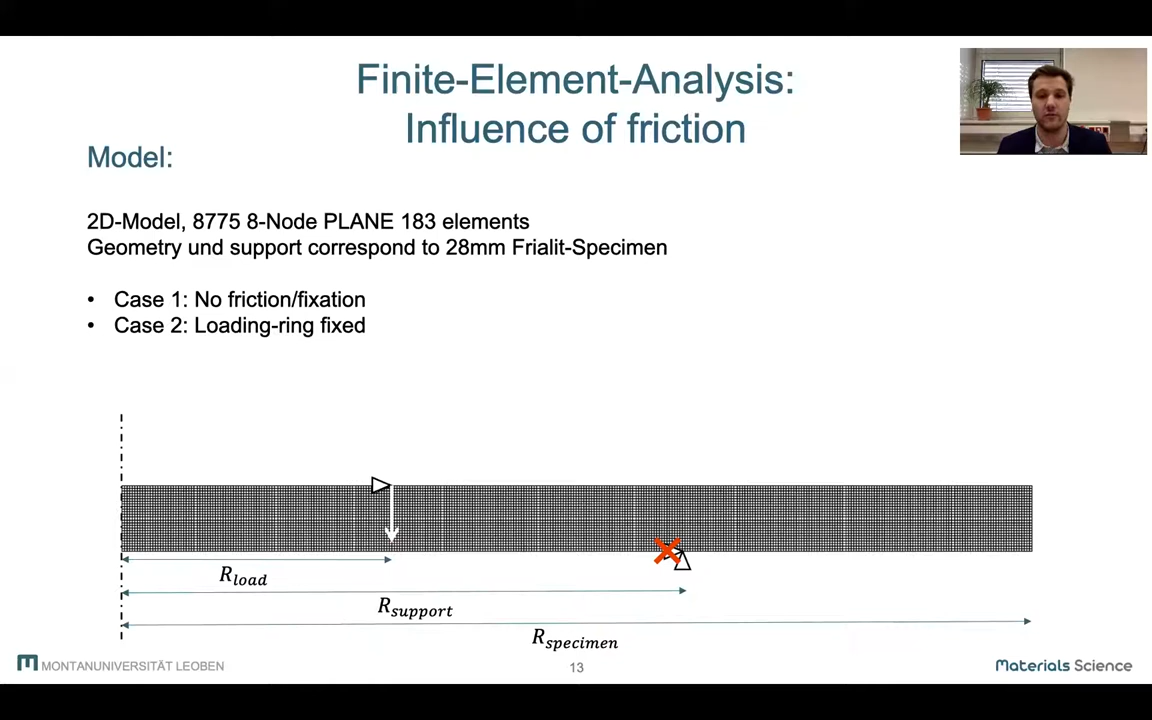 Finite-Element-Analysis:
Influence of friction
Model:
2D-Model, 8775 8-Node PLANE 183 elements
Geometry und support correspond to 28mm Frialit-Specimen
• Case 1: No friction/fixation
• Case 2: Loading-ring fixed
R_load
R_support
R_specimen
MONTANUNIVERSITÄT LEOBEN
13
Materials Science